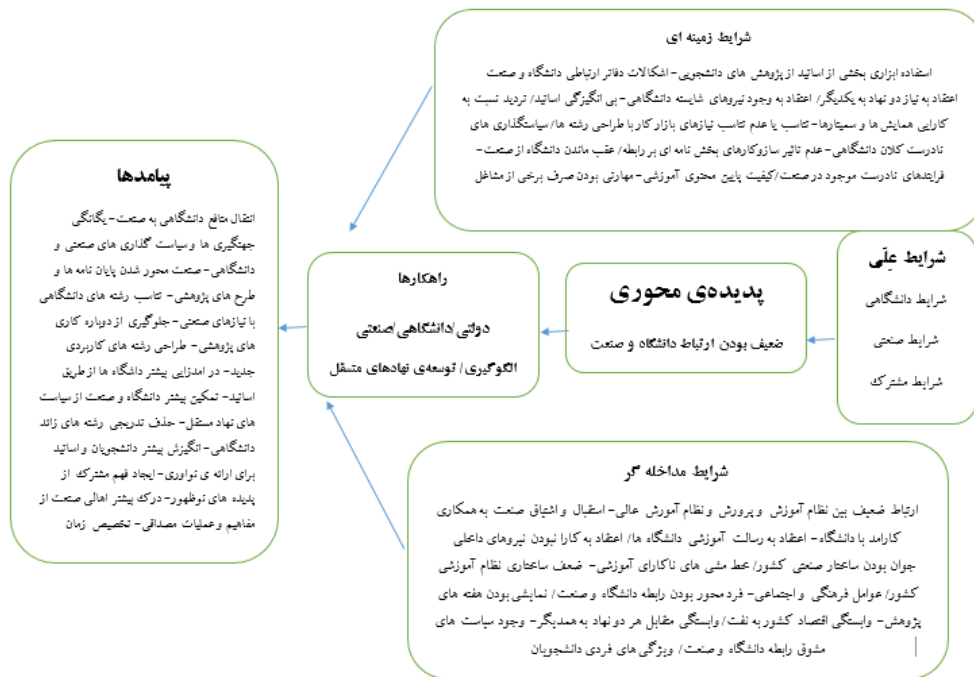 شرایط زمینه ای
استفاده ابزاری بخشی از اساتید از پژوهش های دانشجویی- اشکالات دفاتر ارتباطی دانشگاه و صنعت
اعتقاد به نیاز دو نهاد به یکدیگر/ اعتقاد به وجود نیروهای شایسته دانشگاهی- بی انگیزگی اساتید/ تردید نسبت به
کارایی همایش ها و سمینارها- تناسب یا عدم تناسب نیازهای بازار کار با طراحی رشته ها/ سیاستگذاری های
نادرست کلان دانشگاهی- عدم تاثیر سازوکارهای بخش نامه ای بر رابطه/ عقب ماندن دانشگاه از صنعت-
فرایندهای نادرست موجود در صنعت/کیفیت پایین محتوی آموزشی- مهارتی بودن صرف برخی از مشاغل
شرایط علّی
شرایط دانشگاهی
شرایط صنعتی
شرایط مشترک
پدیده‌ی محوری
ضعیف بودن ارتباط دانشگاه و صنعت
راهکارها
دولتی/دانشگاهی/صنعتی
الگوگیری/ توسعه‌ی نهادهای مستقل
پیامدها
انتقال منافع دانشگاهی به صنعت- یگانگی
جهتگیری ها و سیاست گذاری های صنعتی و
دانشگاهی- صنعت محور شدن پایان نامه ها و
طرح های پژوهشی- تناسب رشته های دانشگاهی
با نیازهای صنعتی- جلوگیری از دوباره کاری
های پژوهشی- طراحی رشته های کاربردی
جدید- در امدزایی بیشتر داشگاه ها از طریق
اساتید- تمکین بیشتر دانشگاه و صنعت از سیاست
های نهاد مستقل- حذف تدریجی رشته های زائد
دانشگاهی- انگیزش بیشتر دانشجویان و اساتید
برای ارائه ی نواوری- ایجاد فهم مشترک از
پدیده های نوظهور- درک بیشتر اهالی صنعت از
مفاهیم و عملیات مصداقی- تخصیص زمان
شرایط مداخله گر
ارتباط ضعیف بین نظام آموزش و پرورش و نظام آمورش عالی- استقبال و اشتیاق صنعت به همکاری
کارامد با دانشگاه- اعتقاد به رسالت آموزشی دانشگاه ها/ اعتقاد به کارا نبودن نیروهای داخلی
جوان بودن ساختار صنعتی کشور/ خط مشی های ناکارای آموزشی- ضعف ساختاری نظام آموزشی
کشور/ عوامل فرهنگی و اجتماعی- فرد محور بودن رابطه دانشگاه و صنعت/ نمایشی بودن هفته های
پژوهش- وابستگی اقتصاد کشور به نفت/ وابستگی متقابل هر دو نهاد به همدیگر- وجود سیاست های
مشوق رابطه دانشگاه و صنعت/ ویژگی های فردی دانشجویان